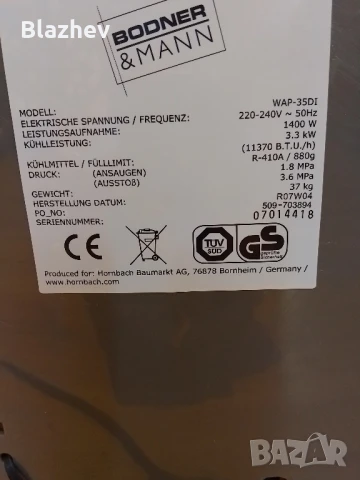 Blazhev
BODNER
& MANN
MODELL: WAP-35DI
ELEKTRISCHE SPANNUNG / FREQUENZ: 220-240V ~ 50Hz
LEISTUNGSAUFNAHME: 1400 W
KÜHLLEISTUNG: 3.3 kW
(11370 B.T.U./h)
KÜHLMITTEL / FÜLLLIMIT: R-410A / 880g
DRUCK: (ANSAUGEN) 1.8 MPa
(AUSSTOß) 3.6 MPa
GEWICHT: 37 kg
HERSTELLUNG DATUM: R07W04
PO_NO: 509-703894
SERIENNUMMER: 07014418
CE
TÜV
SÜD
GS
geprüfte
Sicherheit
Produced for: Hornbach Baumarkt AG, 76878 Bornheim / Germany /
www.hornbach.com
BAZAR